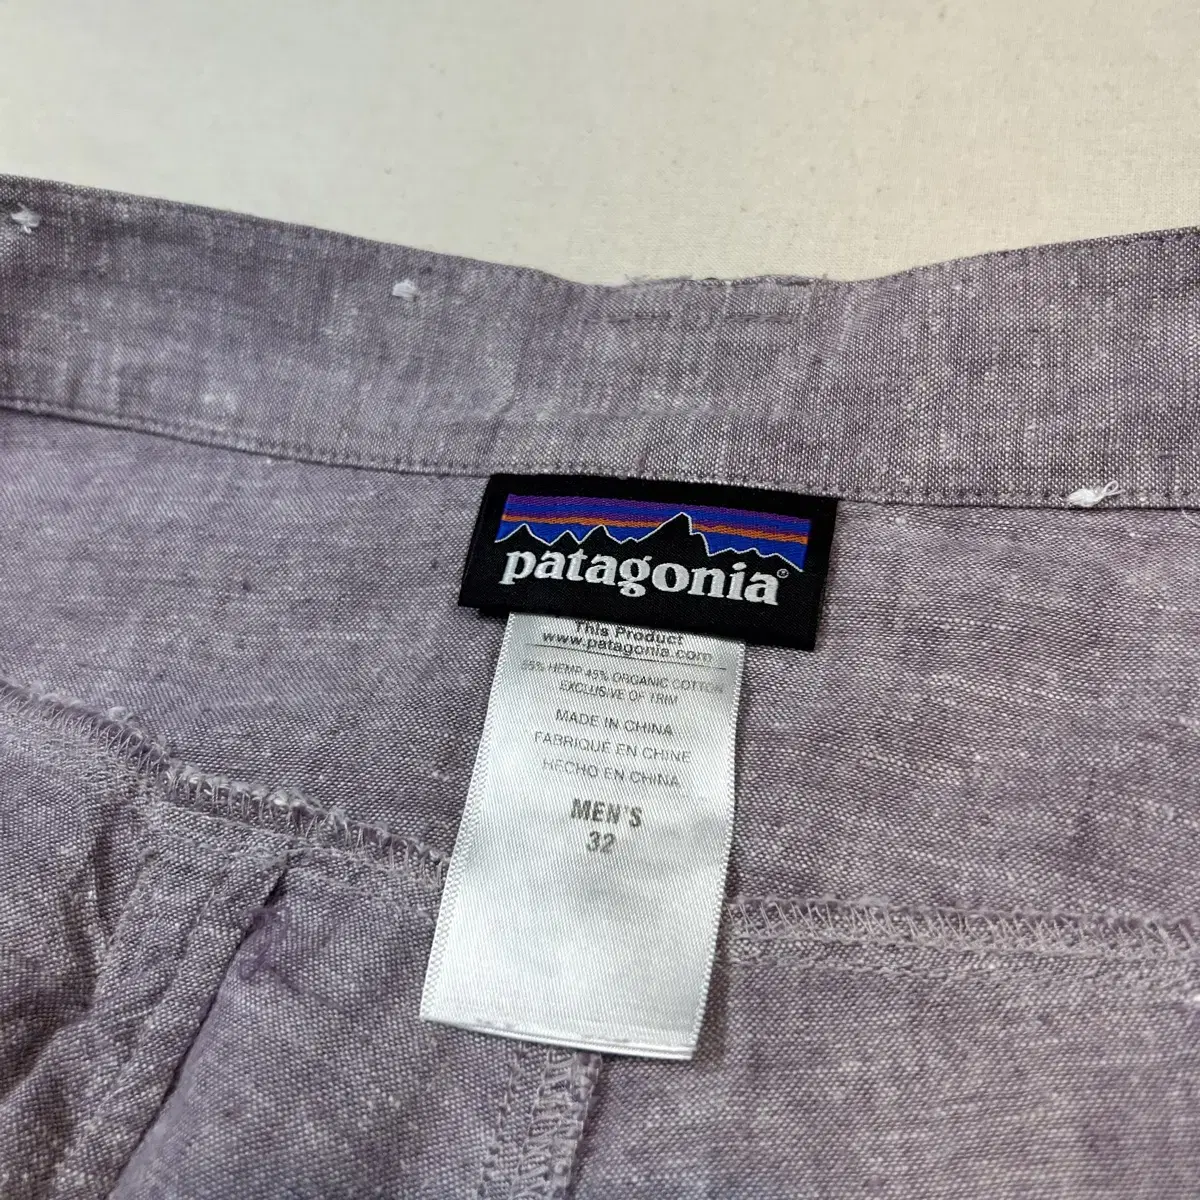 patagonia®
This Product
www.patagonia.com
55% HEMP 45% ORGANIC COTTON
EXCLUSIVE OF TRIM
MADE IN CHINA
FABRIQUÉ EN CHINE
HECHO EN CHINA
MEN'S
32